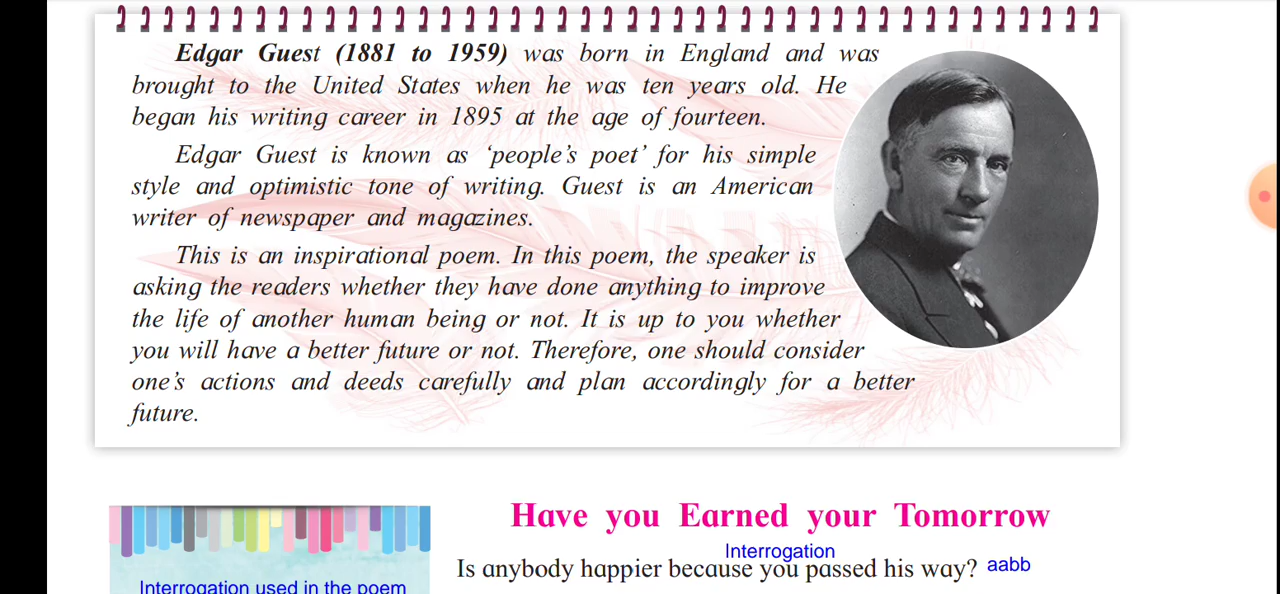 Edgar Guest (1881 to 1959) was born in England and was
brought to the United States when he was ten years old. He
began his writing career in 1895 at the age of fourteen.
Edgar Guest is known as ‘people’s poet’ for his simple
style and optimistic tone of writing. Guest is an American
writer of newspaper and magazines.
This is an inspirational poem. In this poem, the speaker is
asking the readers whether they have done anything to improve
the life of another human being or not. It is up to you whether
you will have a better future or not. Therefore, one should consider
one’s actions and deeds carefully and plan accordingly for a better
future.
Have you Earned your Tomorrow
Interrogation
Is anybody happier because you passed his way? aabb
Interrogation used in the poem